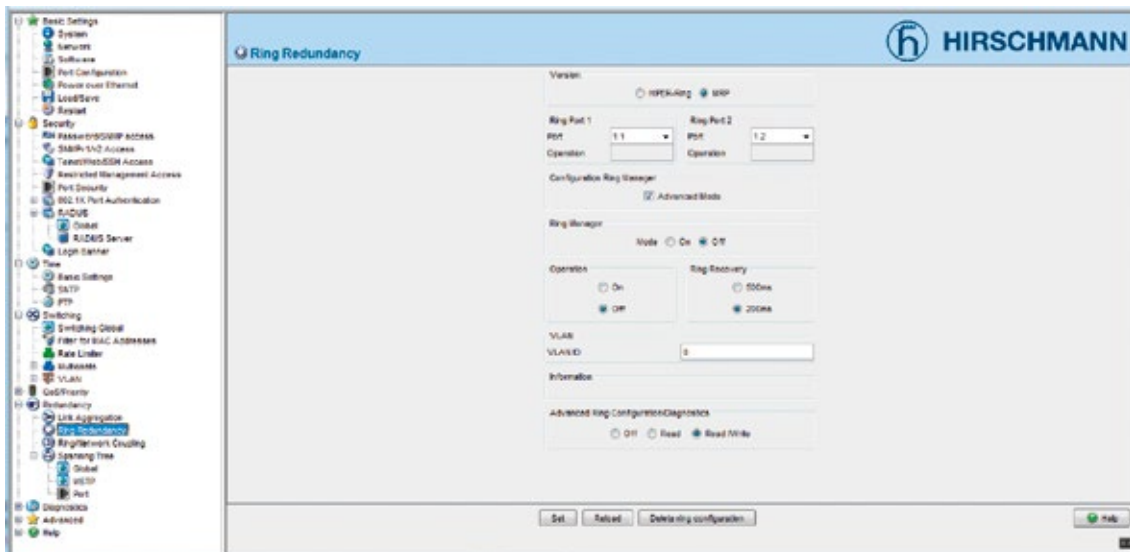 Basic Settings
System
Network
Software
Port Configuration
Power over Ethernet
Load/Save
Restart
Security
Password/SNMP access
SNMPv1/v2 Access
Telnet/Web/SSH Access
Restricted Management Access
Port Security
802.1X Port Authentication
RADIUS
Global
RADIUS Server
Login Banner
Time
Basic Settings
SNTP
PTP
Switching
Switching Global
Filter for MAC Addresses
Rate Limiter
Multicasts
VLAN
QoS/Priority
Redundancy
Link Aggregation
Ring Redundancy
Ring/Network Coupling
Spanning Tree
Global
MSTP
Port
Diagnostics
Advanced
Help
Ring Redundancy
HIRSCHMANN
Version
HIPER-Ring MRP
Ring Port 1 Ring Port 2
Port 1.1 Port 1.2
Operation Operation
Configuration Ring Manager
Advanced Mode
Ring Manager
Mode On Off
Operation Ring Recovery
On 500ms
Off 200ms
VLAN
VLAN ID 0
Information
Advanced Ring Configuration/Diagnostics
Off Read Read/Write
Set Reload Delete ring configuration Help